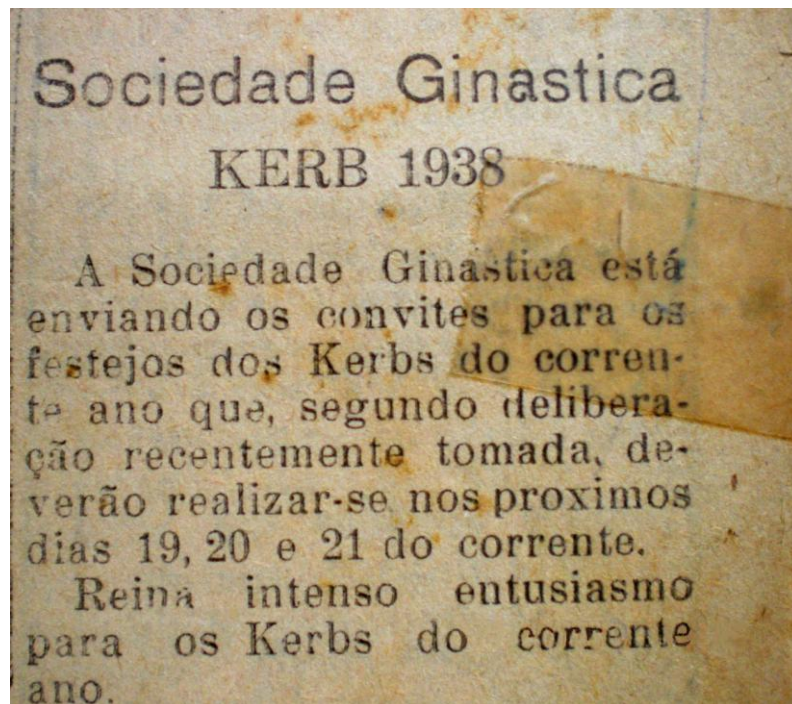 Sociedade Ginastica
KERB 1938
A Sociedade Ginastica está
enviando os convites para os
festejos dos Kerbs do corren-
te ano que, segundo delibera-
ção recentemente tomada, de-
verão realizar-se nos proximos
dias 19, 20 e 21 do corrente.
Reina intenso entusiasmo
para os Kerbs do corrente
ano.